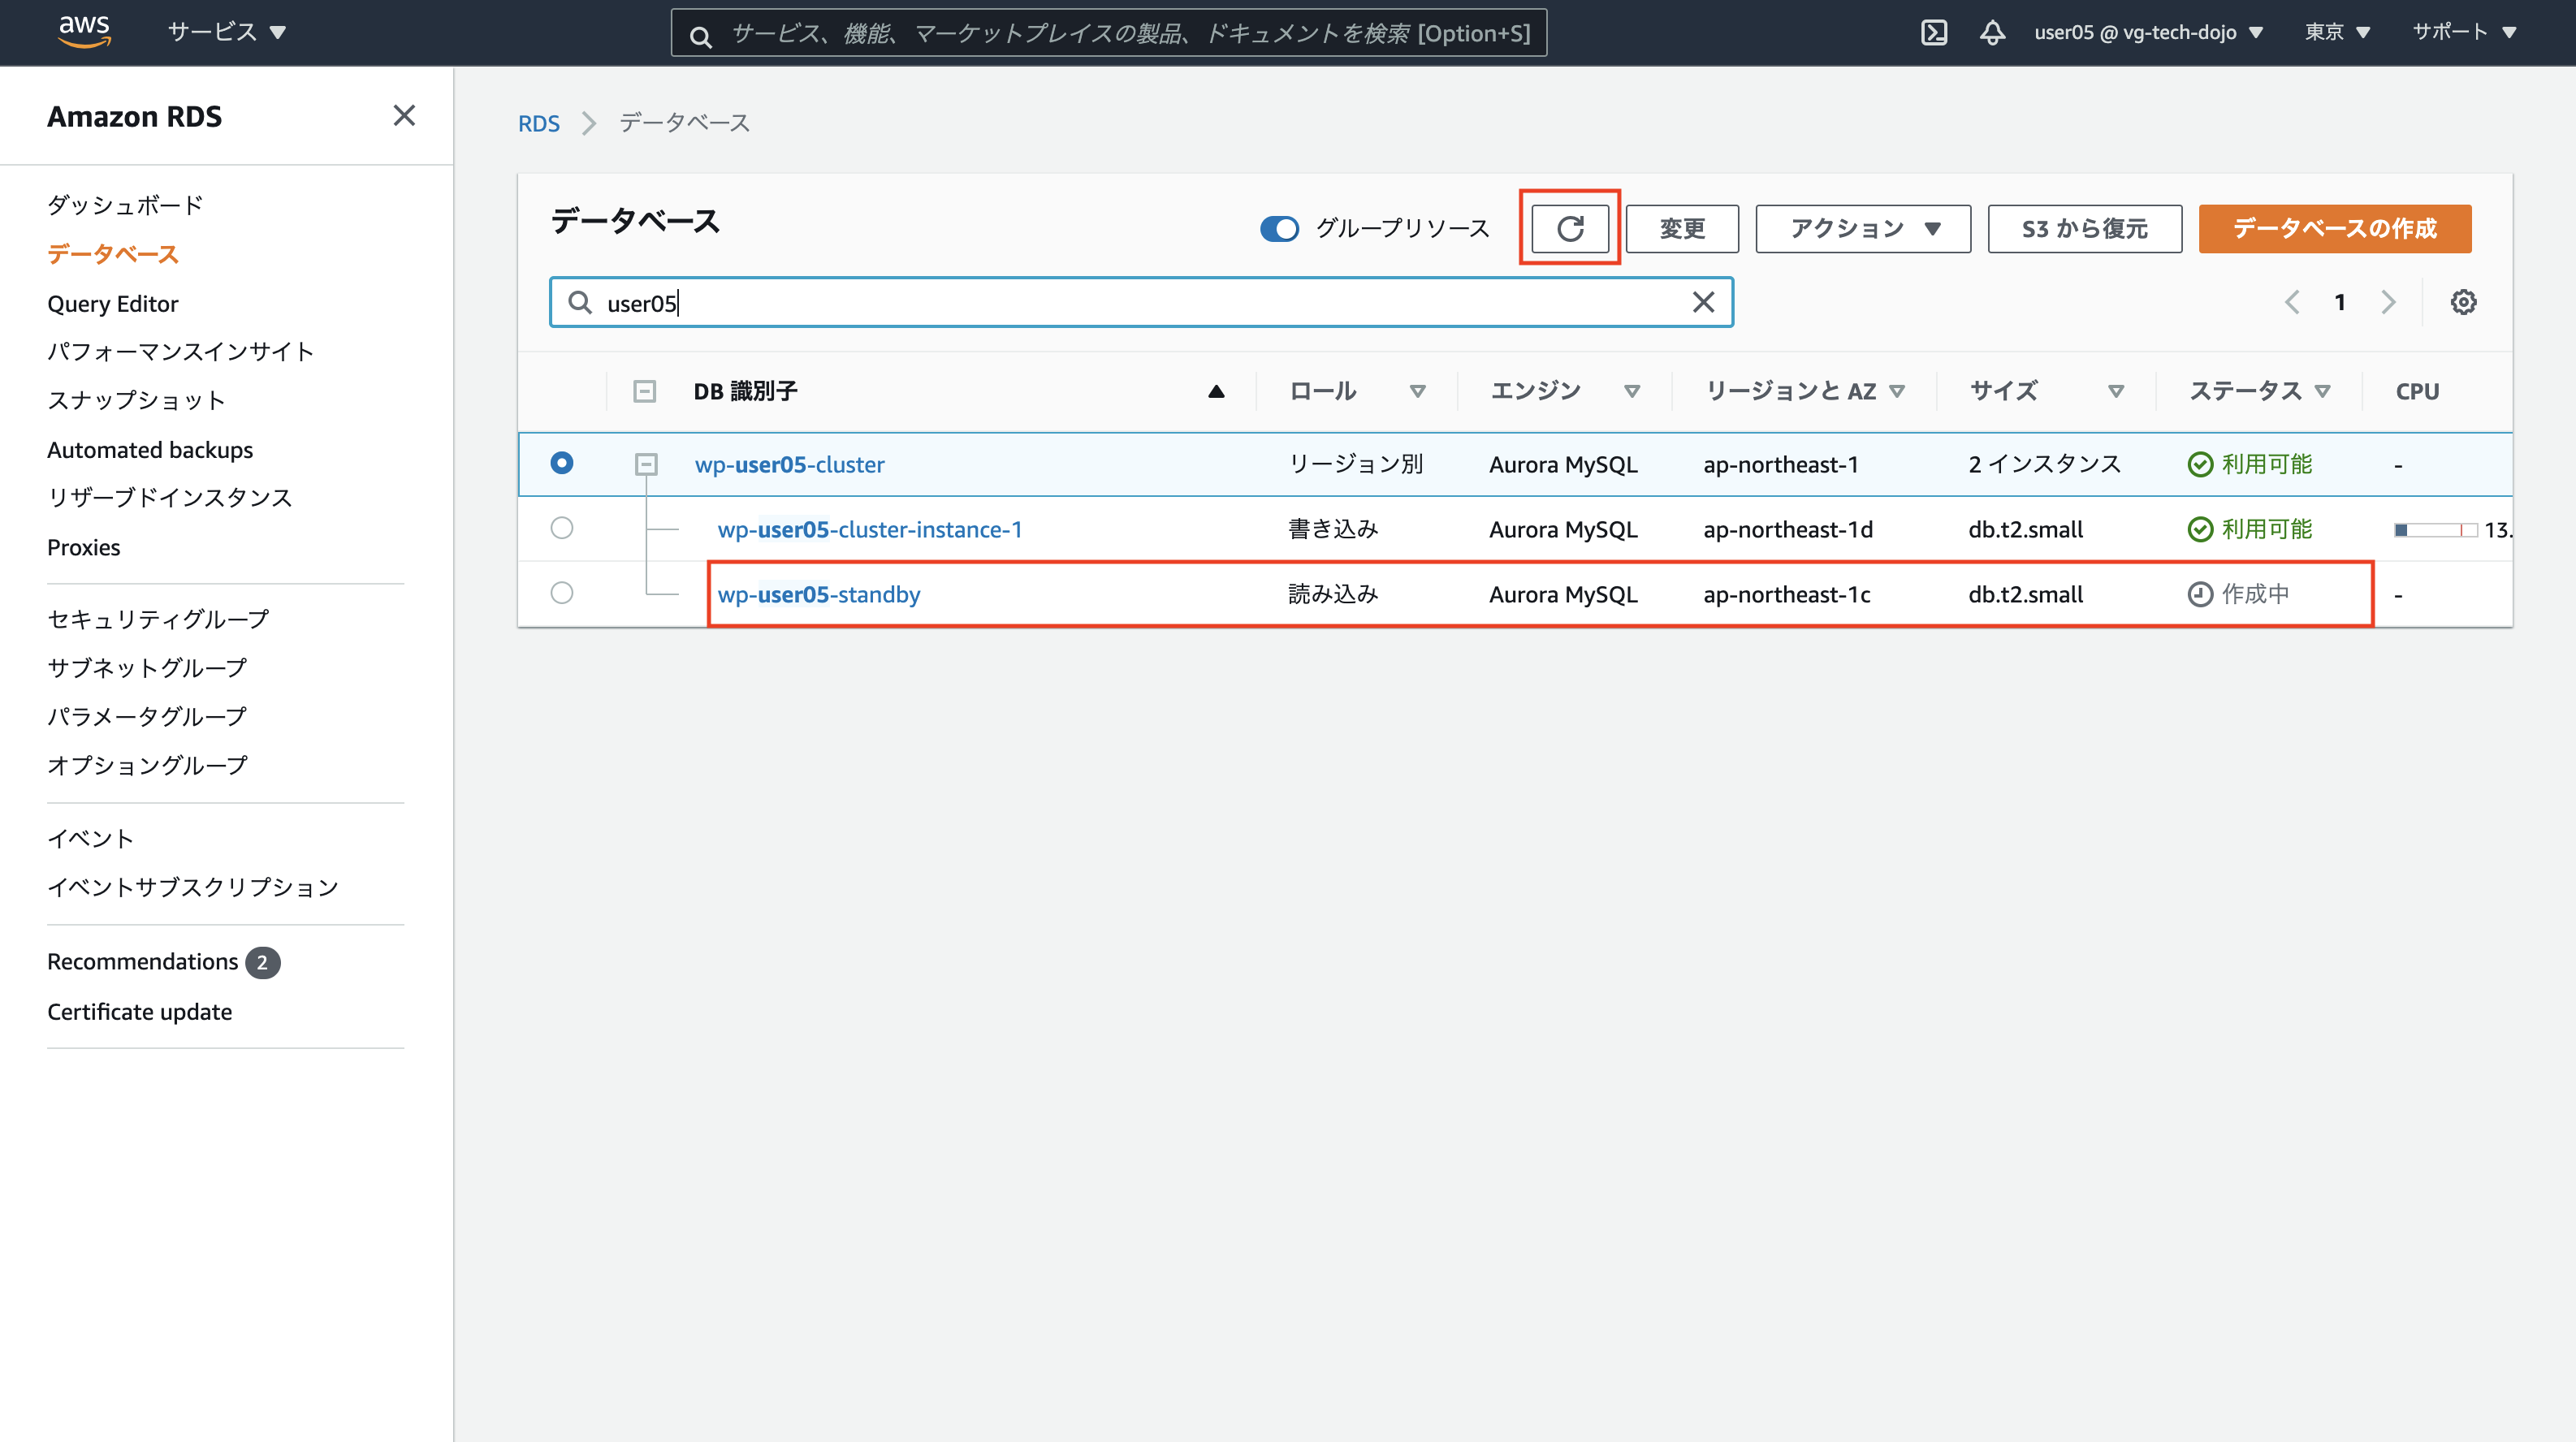 aws サービス ▼ サービス、機能、マーケットプレイスの製品、ドキュメントを検索 [Option+S] user05 @ vg-tech-dojo ▼ 東京 ▼ サポート ▼
Amazon RDS
ダッシュボード
データベース
Query Editor
パフォーマンスインサイト
スナップショット
Automated backups
リザーブドインスタンス
Proxies
セキュリティグループ
サブネットグループ
パラメータグループ
オプショングループ
イベント
イベントサブスクリプション
Recommendations 2
Certificate update
RDS > データベース
データベース グループリソース 変更 アクション ▼ S3 から復元 データベースの作成
user05 1
DB 識別子 ロール エンジン リージョンと AZ サイズ ステータス CPU
wp-user05-cluster リージョン別 Aurora MySQL ap-northeast-1 2 インスタンス 利用可能 -
wp-user05-cluster-instance-1 書き込み Aurora MySQL ap-northeast-1d db.t2.small 利用可能 13.
wp-user05-standby 読み込み Aurora MySQL ap-northeast-1c db.t2.small 作成中 -